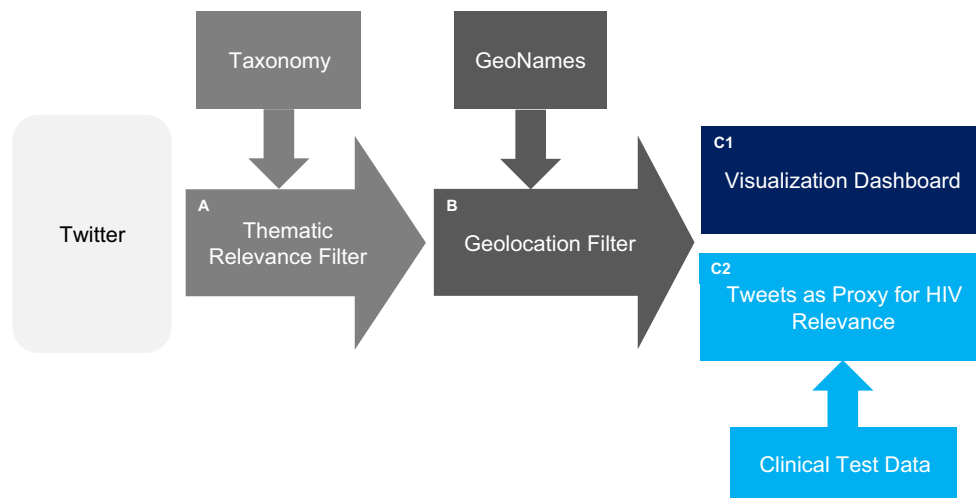 Taxonomy
GeoNames
Twitter
A
Thematic
Relevance Filter
B
Geolocation Filter
C1
Visualization Dashboard
C2
Tweets as Proxy for HIV
Relevance
Clinical Test Data